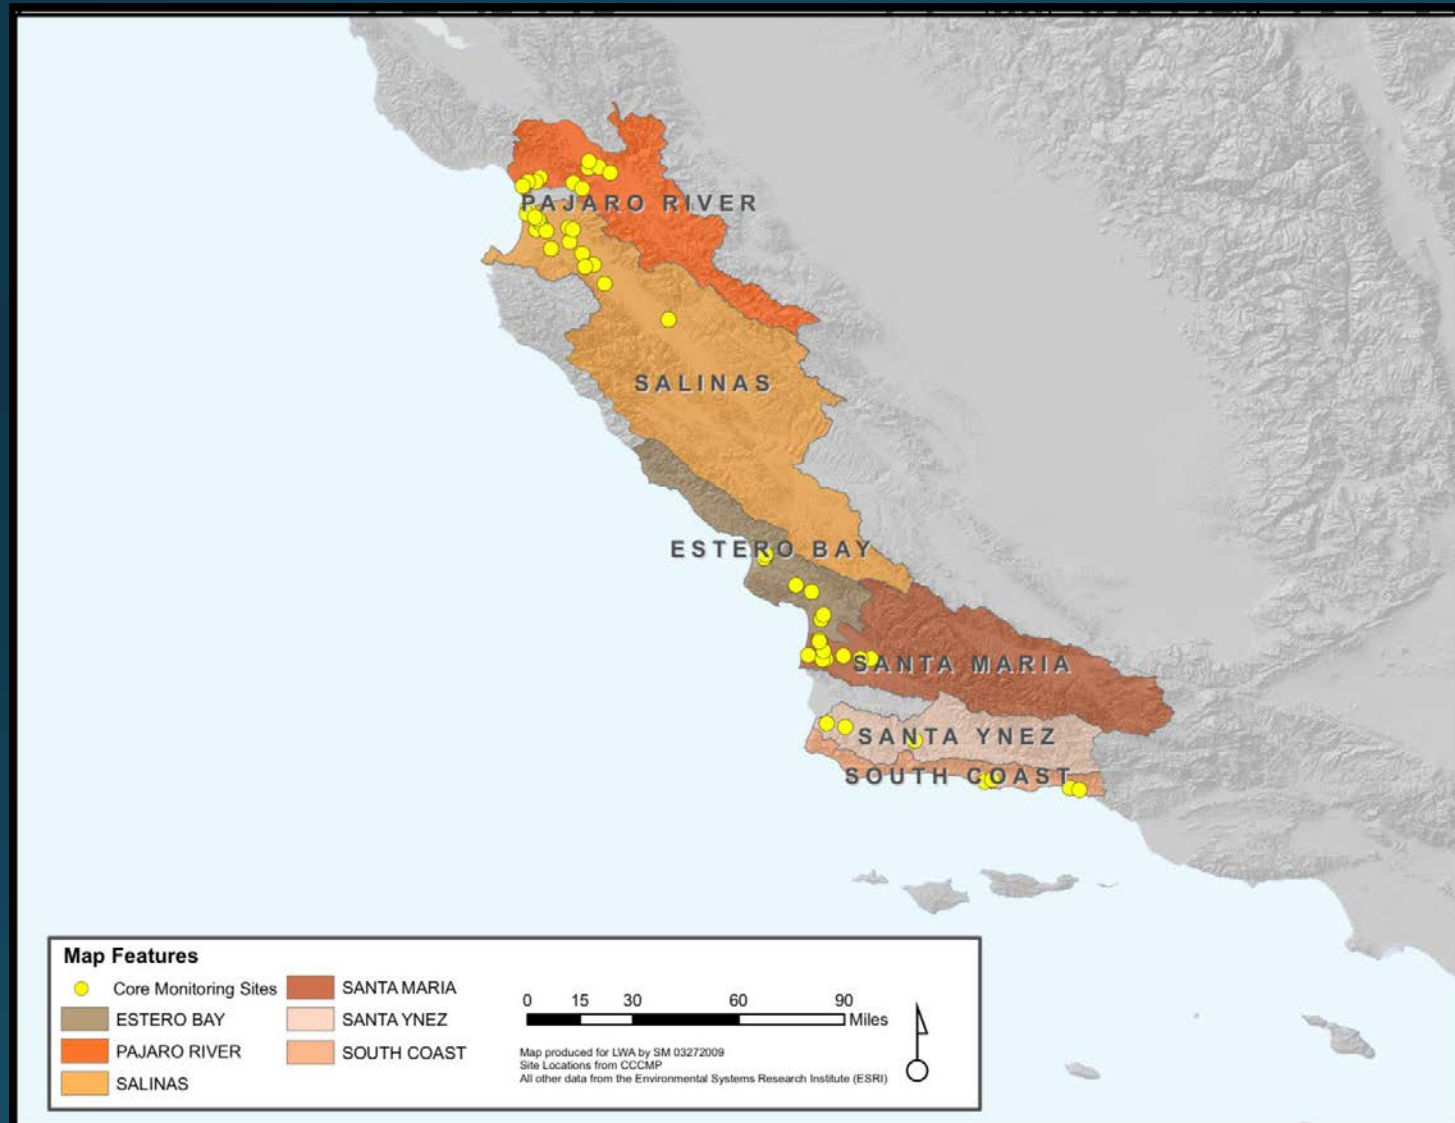 PAJARO RIVER
SALINAS
ESTERO BAY
SANTA MARIA
SANTA YNEZ
SOUTH COAST
Map Features
Core Monitoring Sites
ESTERO BAY
PAJARO RIVER
SALINAS
SANTA MARIA
SANTA YNEZ
SOUTH COAST
0 15 30 60 90
Miles
Map produced for LWA by SM 03272009
Site Locations from CCCMP
All other data from the Environmental Systems Research Institute (ESRI)